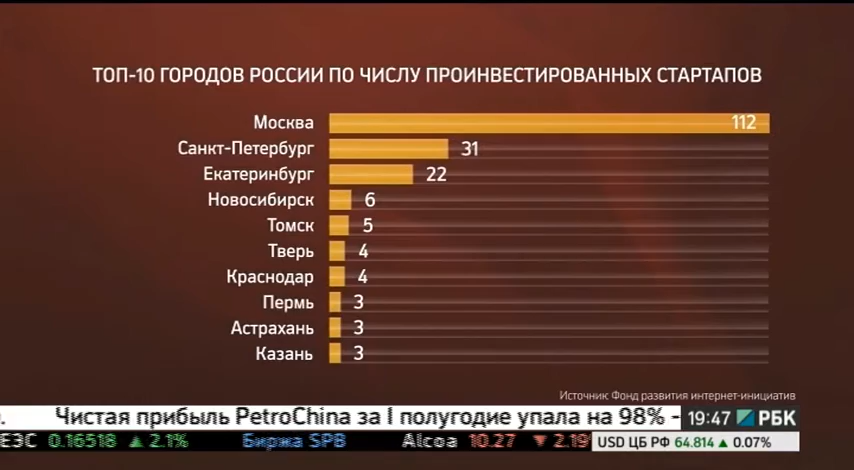 ТОП-10 ГОРОДОВ РОССИИ ПО ЧИСЛУ ПРОИНВЕСТИРОВАННЫХ СТАРТАПОВ
Москва 112
Санкт-Петербург 31
Екатеринбург 22
Новосибирск 6
Томск 5
Тверь 4
Краснодар 4
Пермь 3
Астрахань 3
Казань 3
Источник: Фонд развития интернет-инициатив
. Чистая прибыль PetroChina за I полугодие упала на 98% - 19:47 РБК
ЕЭС 0.16518 ▲ 2.1% Биржа SPB Alcoa 10.27 ▼ 2.19 USD ЦБ РФ 64.814 ▲ 0.07%